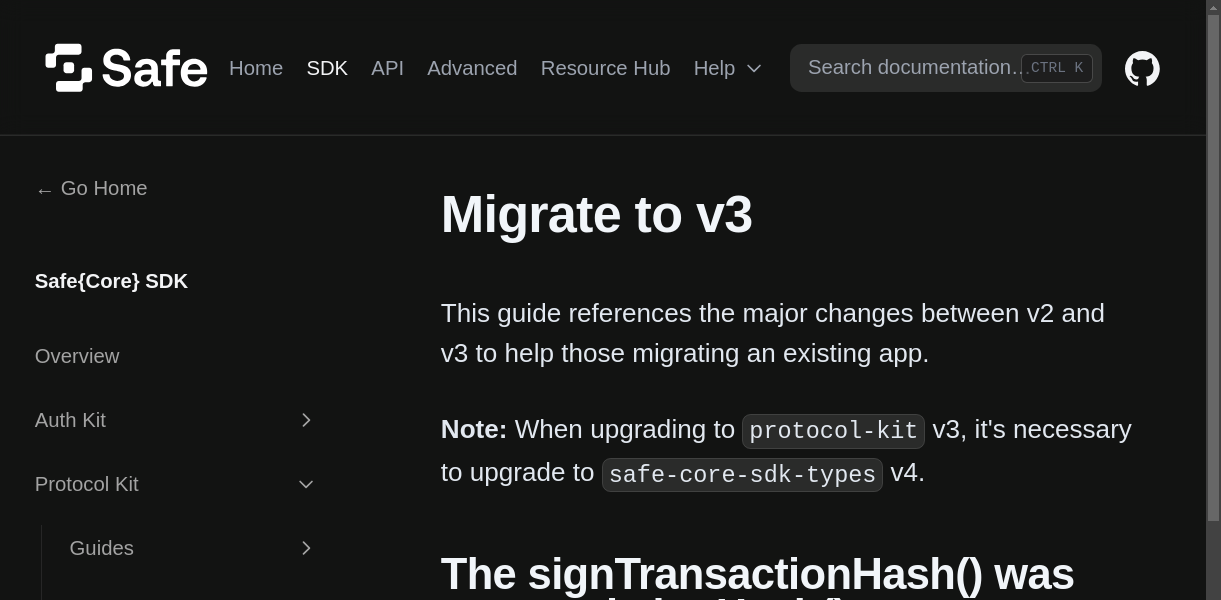 Safe Home SDK API Advanced Resource Hub Help Search documentation… CTRL K
← Go Home
Safe{Core} SDK
Overview
Auth Kit
Protocol Kit
Guides
Migrate to v3
This guide references the major changes between v2 and
v3 to help those migrating an existing app.
Note: When upgrading to protocol-kit v3, it's necessary
to upgrade to safe-core-sdk-types v4.
The signTransactionHash() was